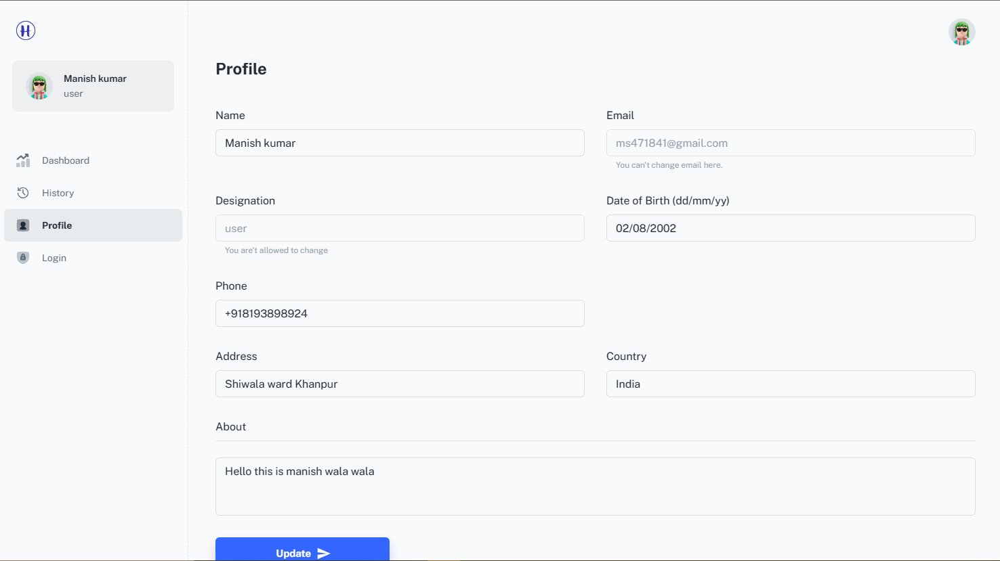 H
Manish kumar
user
Dashboard
History
Profile
Login
Profile
Name
Manish kumar
Email
ms471841@gmail.com
You can't change email here.
Designation
user
You are't allowed to change
Date of Birth (dd/mm/yy)
02/08/2002
Phone
+918193898924
Address
Shiwala ward Khanpur
Country
India
About
Hello this is manish wala wala
Update